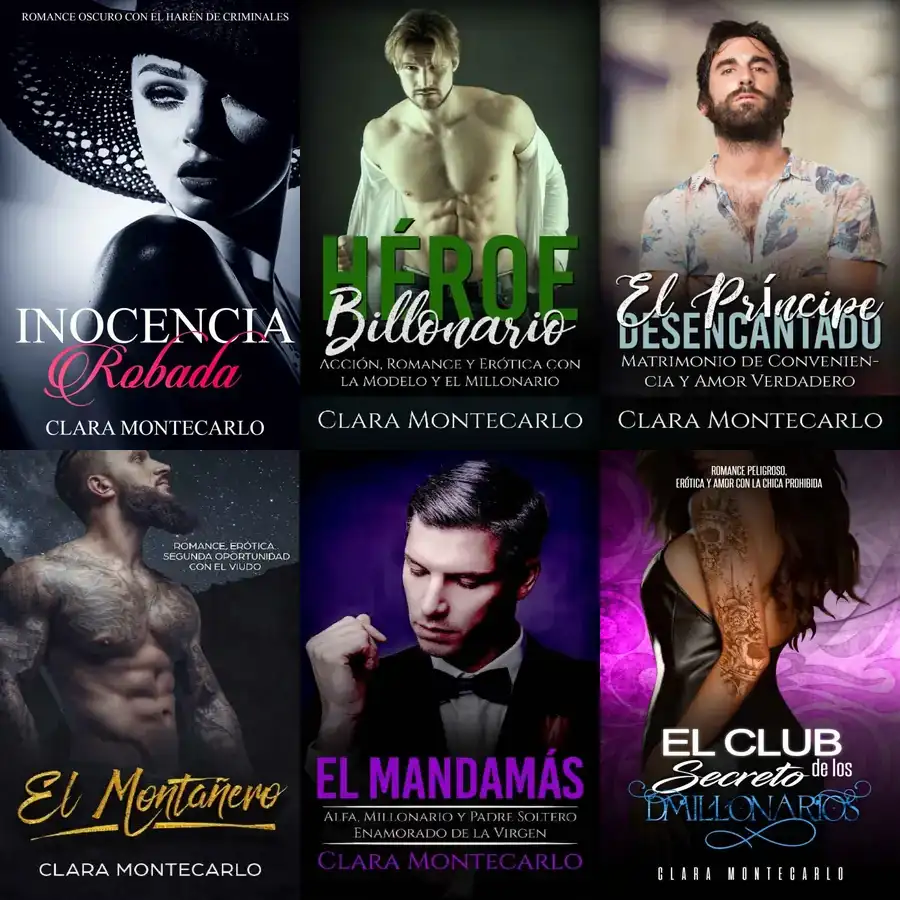 ROMANCE OSCURO CON EL HARÉN DE CRIMINALES
INOCENCIA
Robada
CLARA MONTECARLO
HÉROE
Billonario
ACCIÓN, ROMANCE Y ERÓTICA CON
LA MODELO Y EL MILLONARIO
CLARA MONTECARLO
El Príncipe
DESENCANTADO
MATRIMONIO DE CONVENIEN-
CIA Y AMOR VERDADERO
CLARA MONTECARLO
ROMANCE, ERÓTICA
SEGUNDA OPORTUNIDAD
CON EL VIUDO
El Montañero
CLARA MONTECARLO
EL MANDAMÁS
ALFA, MILLONARIO Y PADRE SOLTERO
ENAMORADO DE LA VIRGEN
CLARA MONTECARLO
ROMANCE PELIGROSO,
ERÓTICA Y AMOR CON LA CHICA PROHIBIDA
EL CLUB
Secreto de los
DMILLONARIOS
CLARA MONTECARLO